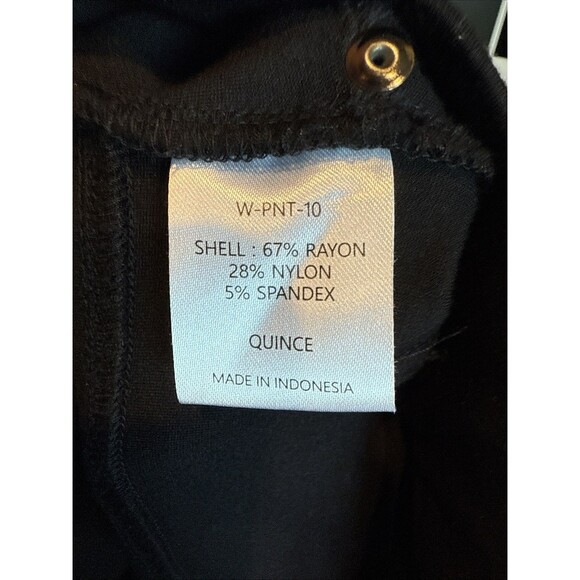 W-PNT-10
SHELL : 67% RAYON
28% NYLON
5% SPANDEX
QUINCE
MADE IN INDONESIA